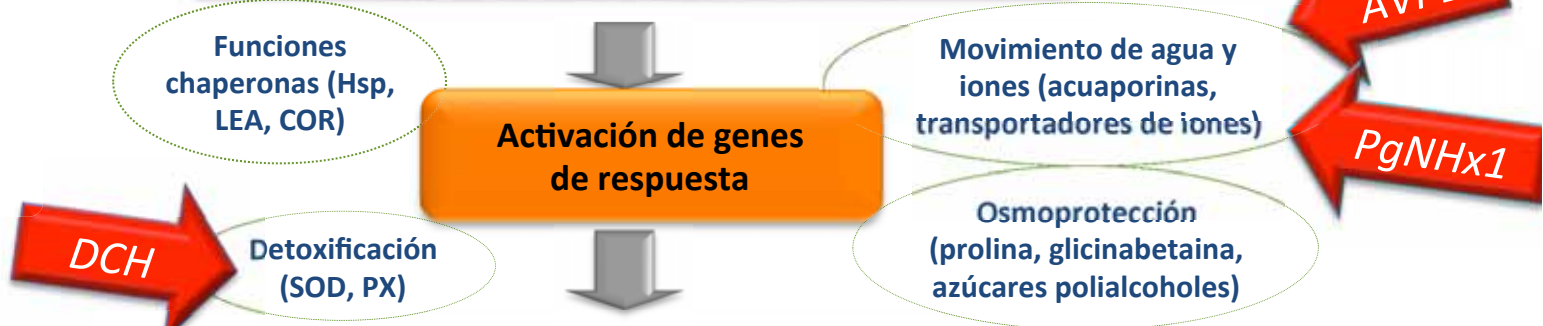 Funciones
chaperonas (Hsp,
LEA, COR)
Movimiento de agua y
iones (acuaporinas,
transportadores de iones)
Activación de genes
de respuesta
PgNHx1
DCH
Detoxificación
(SOD, PX)
Osmoprotección
(prolina, glicinabetaina,
azúcares polialcoholes)